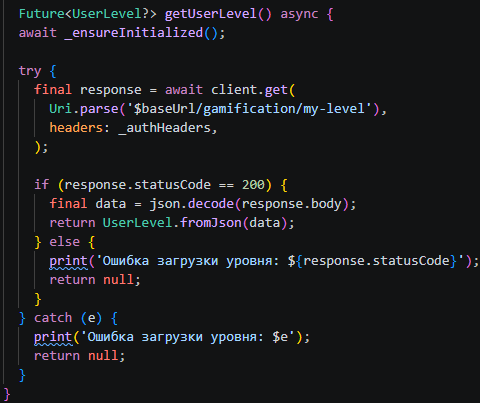 Future<UserLevel?> getUserLevel() async {
await _ensureInitialized();

try {
  final response = await client.get(
    Uri.parse('$baseUrl/gamification/my-level'),
    headers: _authHeaders,
  );

  if (response.statusCode == 200) {
    final data = json.decode(response.body);
    return UserLevel.fromJson(data);
  } else {
    print('Ошибка загрузки уровня: ${response.statusCode}');
    return null;
  }
} catch (e) {
  print('Ошибка загрузки уровня: $e');
  return null;
}
}